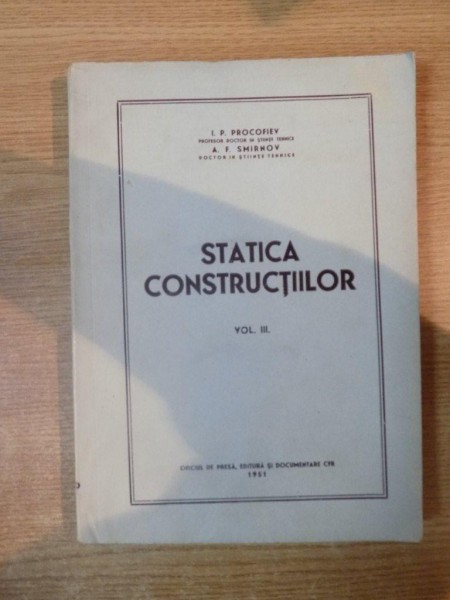 I. P. PROCOFIEV
PROFESOR DOCTOR IN ȘTIINȚE TEHNICE
A. F. SMIRNOV
DOCTOR IN ȘTIINȚE TEHNICE
STATICA
CONSTRUCȚIILOR
VOL. III.
OFICIUL DE PRESĂ, EDITURĂ ȘI DOCUMENTARE CFR
1951